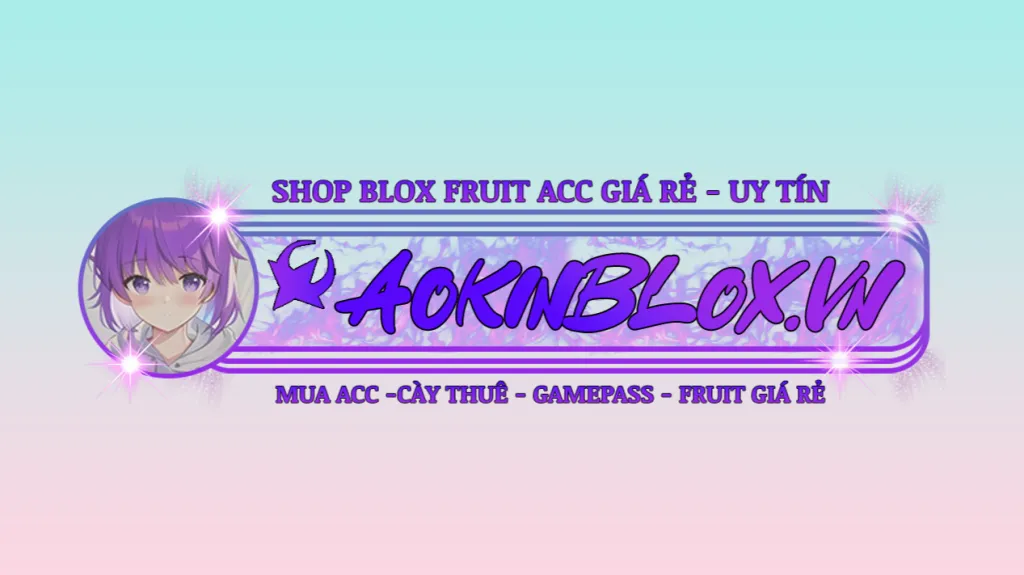 SHOP BLOX FRUIT ACC GIÁ RẺ - UY TÍN
AOKINBLOX.VN
MUA ACC -CÀY THUÊ - GAMEPASS - FRUIT GIÁ RẺ